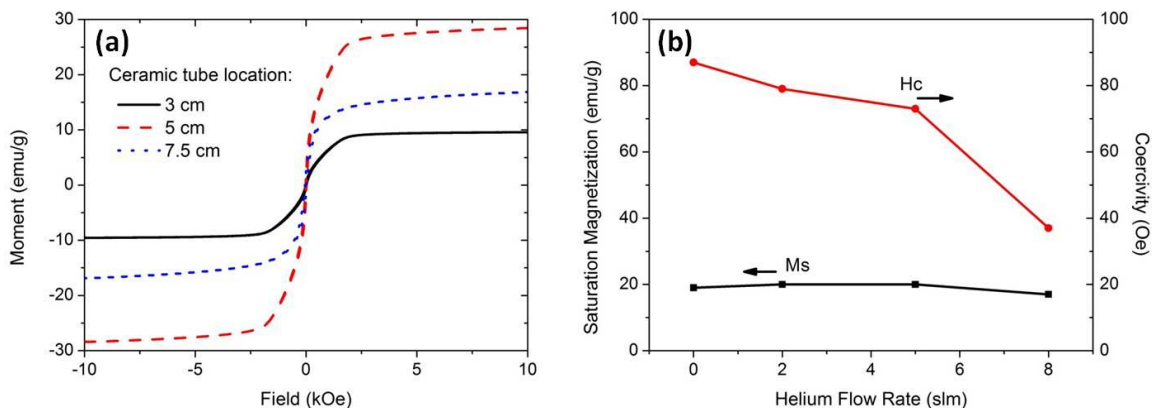 (a)
Ceramic tube location:
3 cm
5 cm
7.5 cm
30
20
10
0
-10
-20
-30
Moment (emu/g)
-10
-5
0
5
10
Field (kOe)
(b)
Hc
Ms
100
80
60
40
20
0
Saturation Magnetization (emu/g)
100
80
60
40
20
0
Coercivity (Oe)
0
2
4
6
8
Helium Flow Rate (slm)